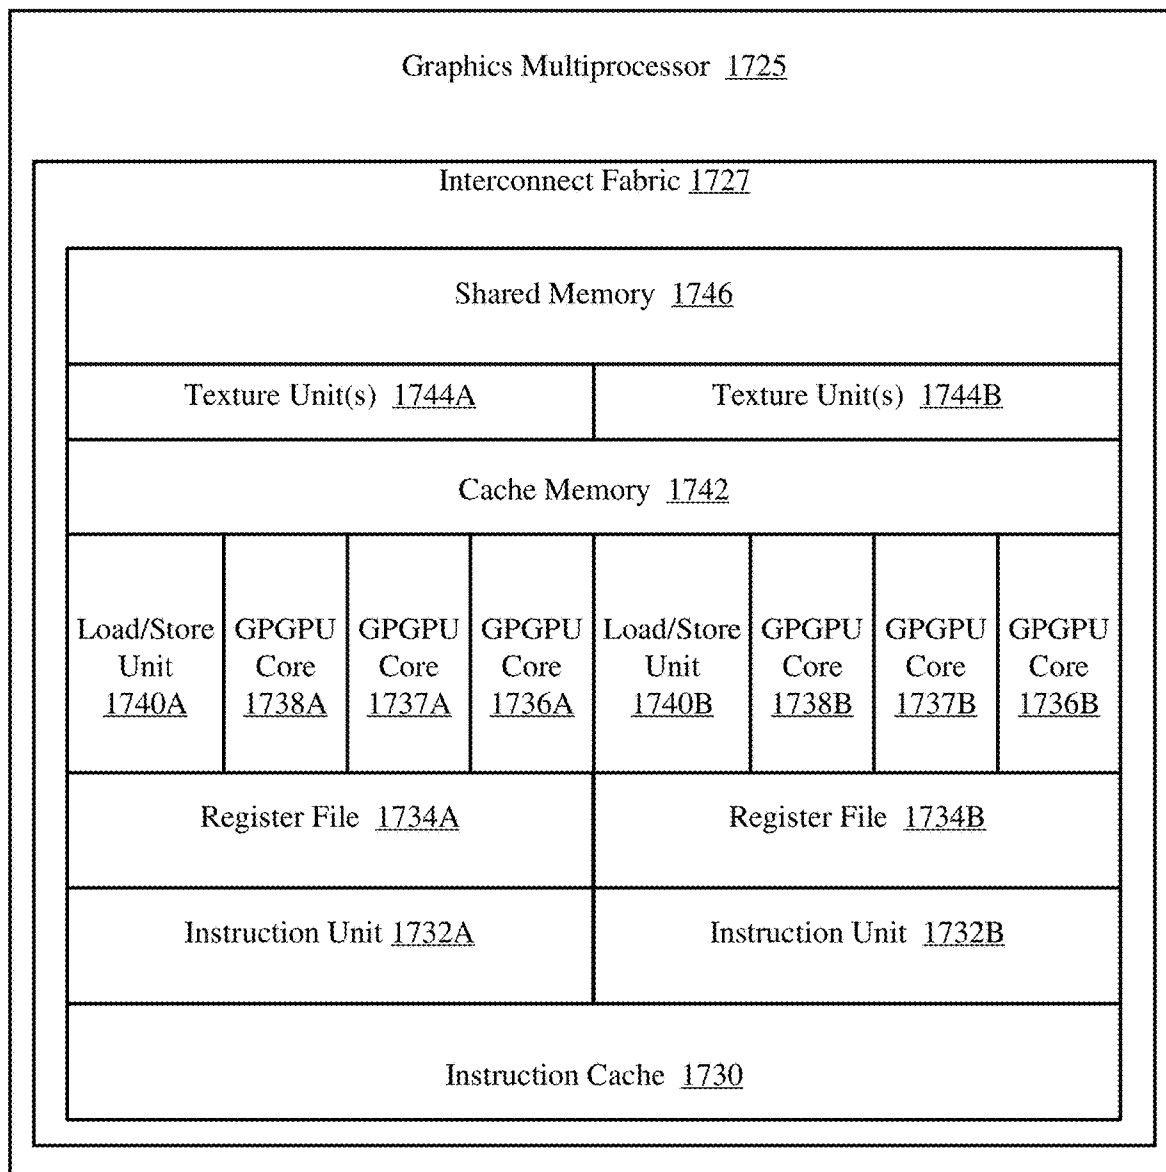 Graphics Multiprocessor 1725
Interconnect Fabric 1727
Shared Memory 1746
Texture Unit(s) 1744A
Texture Unit(s) 1744B
Cache Memory 1742
Load/Store
Unit
1740A
GPGPU
Core
1738A
GPGPU
Core
1737A
GPGPU
Core
1736A
Load/Store
Unit
1740B
GPGPU
Core
1738B
GPGPU
Core
1737B
GPGPU
Core
1736B
Register File 1734A
Register File 1734B
Instruction Unit 1732A
Instruction Unit 1732B
Instruction Cache 1730